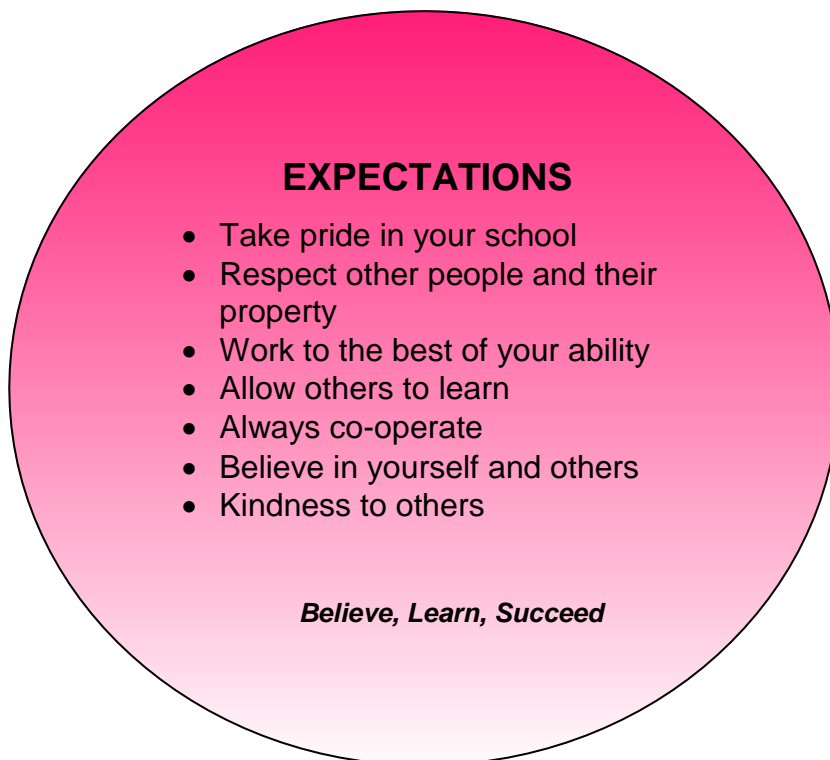 EXPECTATIONS
• Take pride in your school
• Respect other people and their
property
• Work to the best of your ability
• Allow others to learn
• Always co-operate
• Believe in yourself and others
• Kindness to others
Believe, Learn, Succeed